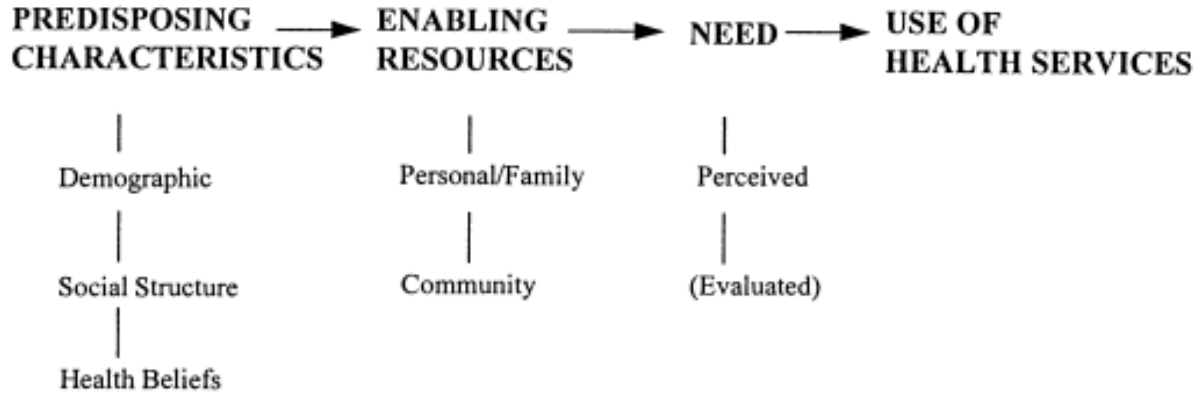 PREDISPOSING
CHARACTERISTICS
ENABLING
RESOURCES
NEED
USE OF
HEALTH SERVICES
Demographic
Social Structure
Health Beliefs
Personal/Family
Community
Perceived
(Evaluated)